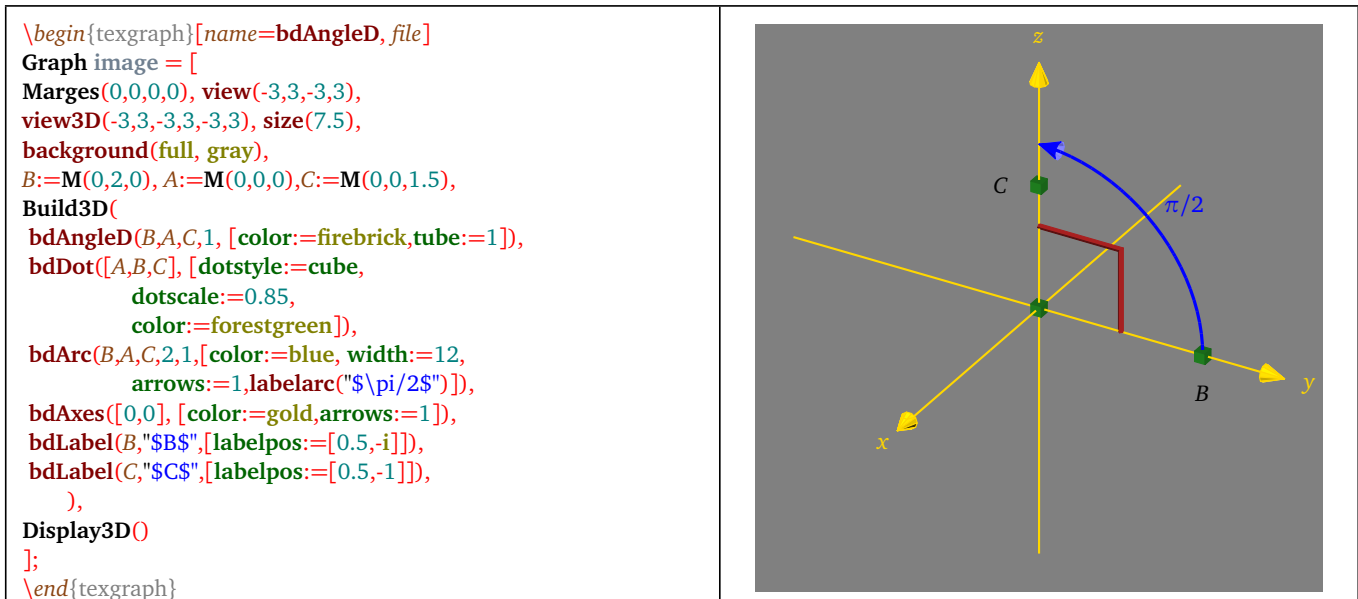 \begin{texgraph}[name=bdAngleD, file]
Graph image = [
Marges(0,0,0,0), view(-3,3,-3,3),
view3D(-3,3,-3,3,-3,3), size(7.5),
background(full, gray),
B:=M(0,2,0), A:=M(0,0,0),C:=M(0,0,1.5),
Build3D(
bdAngleD(B,A,C,1, [color:=firebrick,tube:=1]),
bdDot([A,B,C], [dotstyle:=cube,
dotscale:=0.85,
color:=forestgreen]),
bdArc(B,A,C,2,1,[color:=blue, width:=12,
arrows:=1,labelarc("$\pi/2$")]),
bdAxes([0,0], [color:=gold,arrows:=1]),
bdLabel(B,"$B$",[labelpos:=[0.5,-i]]),
bdLabel(C,"$C$",[labelpos:=[0.5,-1]]),
),
Display3D()
];
\end{texgraph}
z
C
π/2
y
B
x